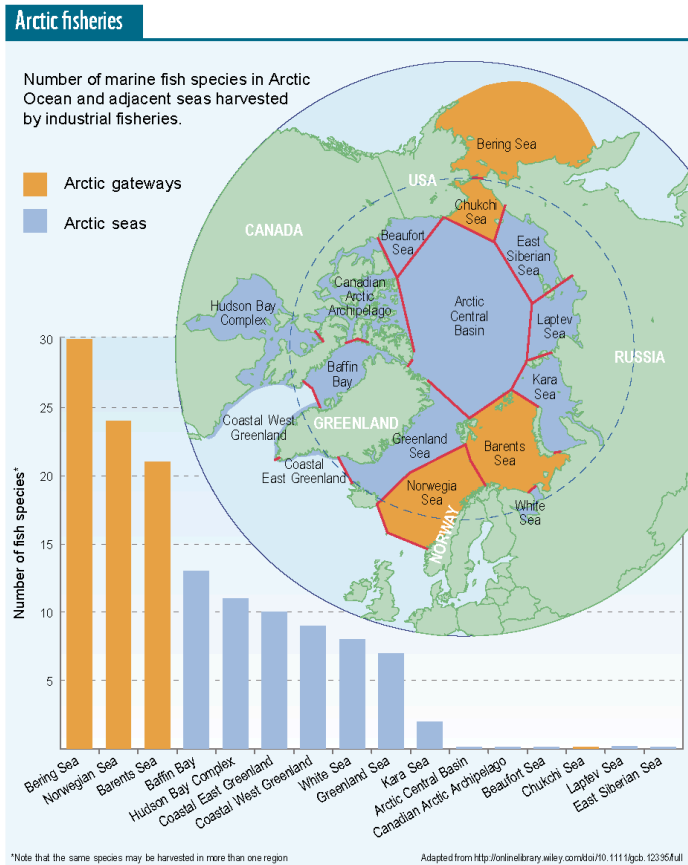 Arctic fisheries
Number of marine fish species in Arctic
Ocean and adjacent seas harvested
by industrial fisheries.
Arctic gateways
Arctic seas
Bering Sea
USA
Chukchi
Sea
CANADA
Beaufort
Sea
East
Siberian
Sea
Canadian
Arctic
Archipelago
Hudson Bay
Complex
Arctic
Central
Basin
Laptev
Sea
RUSSIA
Baffin
Bay
Kara
Sea
Coastal West
Greenland
GREENLAND
Greenland
Sea
Barents
Sea
Coastal
East Greenland
Norwegia
Sea
White
Sea
NORWAY
Number of fish species*
30
25
20
15
10
5
Bering Sea
Norwegian Sea
Barents Sea
Baffin Bay
Hudson Bay Complex
Coastal East Greenland
Coastal West Greenland
White Sea
Greenland Sea
Kara Sea
Arctic Central Basin
Canadian Arctic Archipelago
Beaufort Sea
Chukchi Sea
Laptev Sea
East Siberian Sea
*Note that the same species may be harvested in more than one region
Adapted from http://onlinelibrary.wiley.com/doi/10.1111/gcb.12395/full